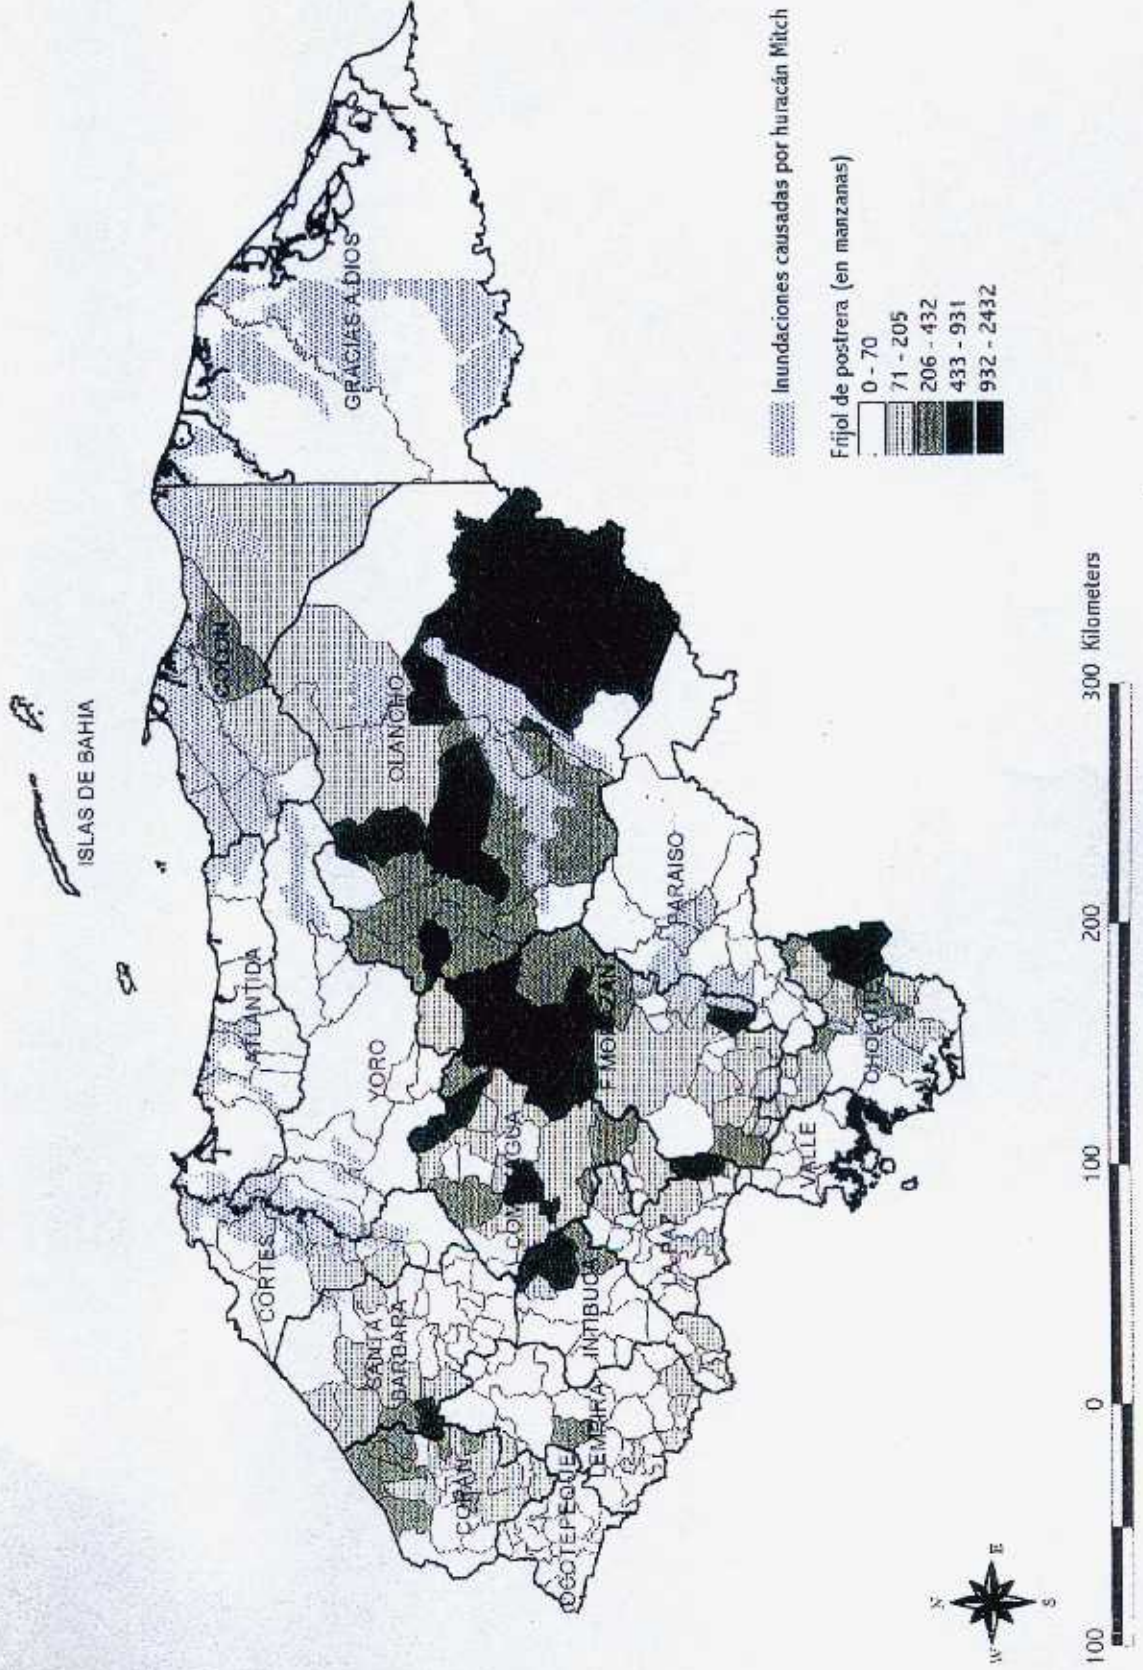 ISLAS DE BAHIA
ATLANTIDA
COLON
GRACIAS A DIOS
CORTES
YORO
OLANCHO
SANTA
BARBARA
COPAN
COMAYAGUA
F MORAZAN
PARAISO
OCOTEPEQUE
LEMPIRA
INTIBUCA
LA PAZ
VALLE
CHOLUTECA
Inundaciones causadas por huracán Mitch
Frijol de postrera (en manzanas)
0 - 70
71 - 205
206 - 432
433 - 931
932 - 2432
N
W
E
S
100
0
100
200
300 Kilometers